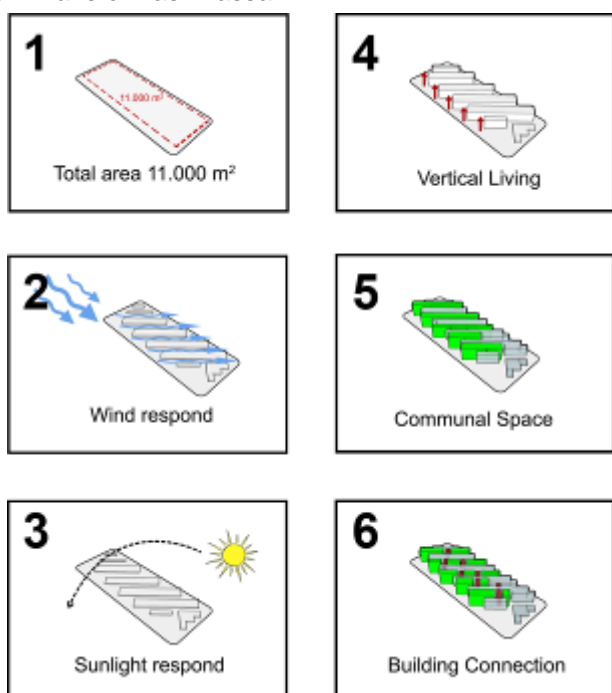 1
11.000 m²
Total area 11.000 m²
2
Wind respond
3
Sunlight respond
4
Vertical Living
5
Communal Space
6
Building Connection